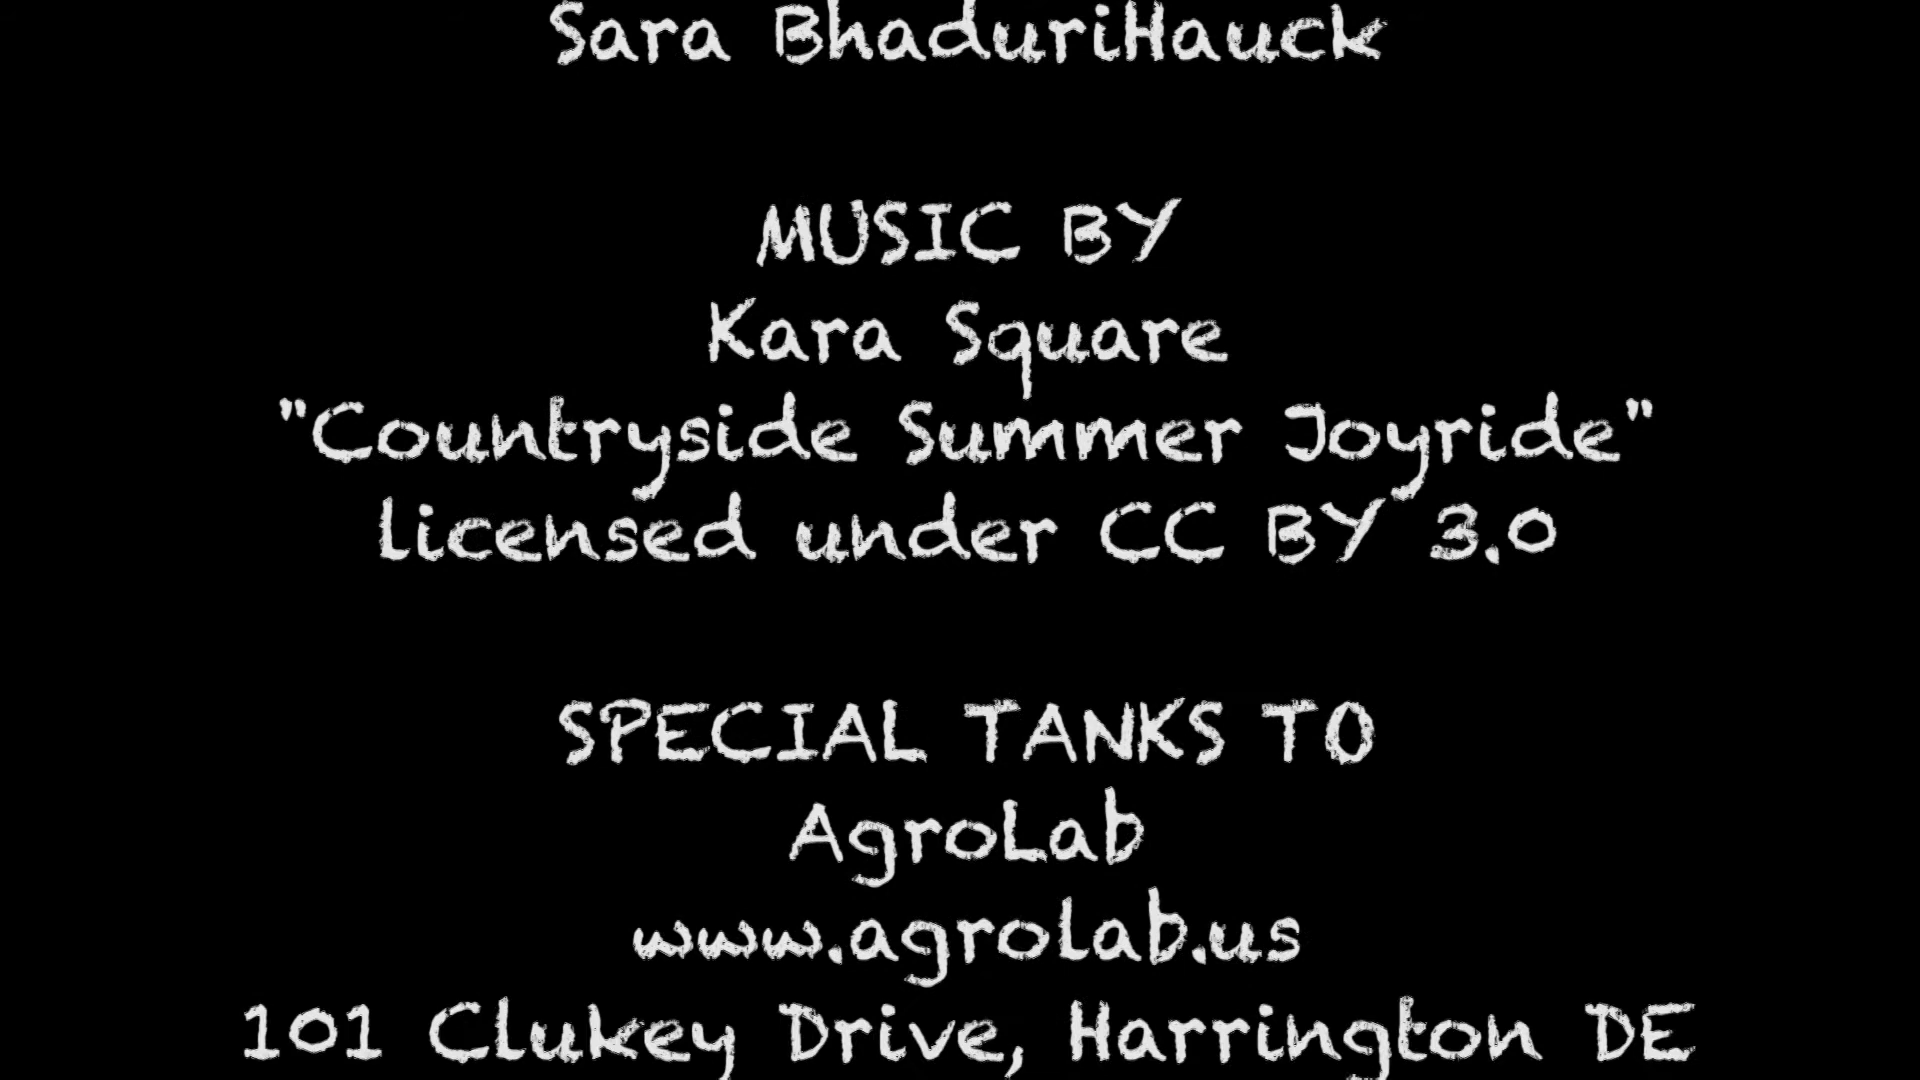 Sara BhaduriHauck
MUSIC BY
Kara Square
"Countryside Summer Joyride"
licensed under CC BY 3.0
SPECIAL TANKS TO
AgroLab
www.agrolab.us
101 Clukey Drive, Harrington DE